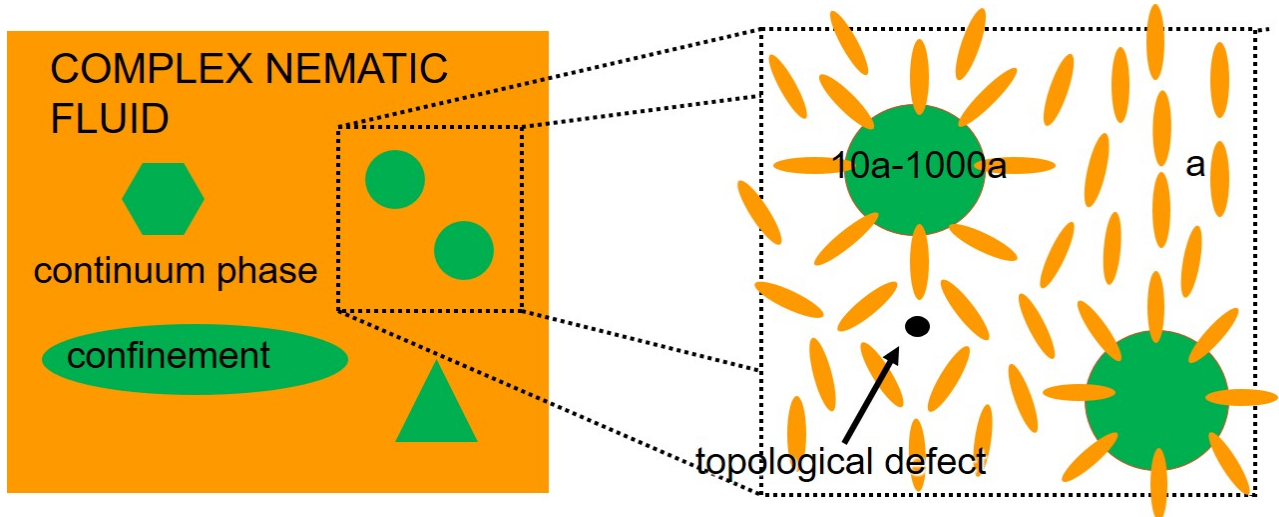 COMPLEX NEMATIC
FLUID
continuum phase
confinement
10a-1000a
a
topological defect